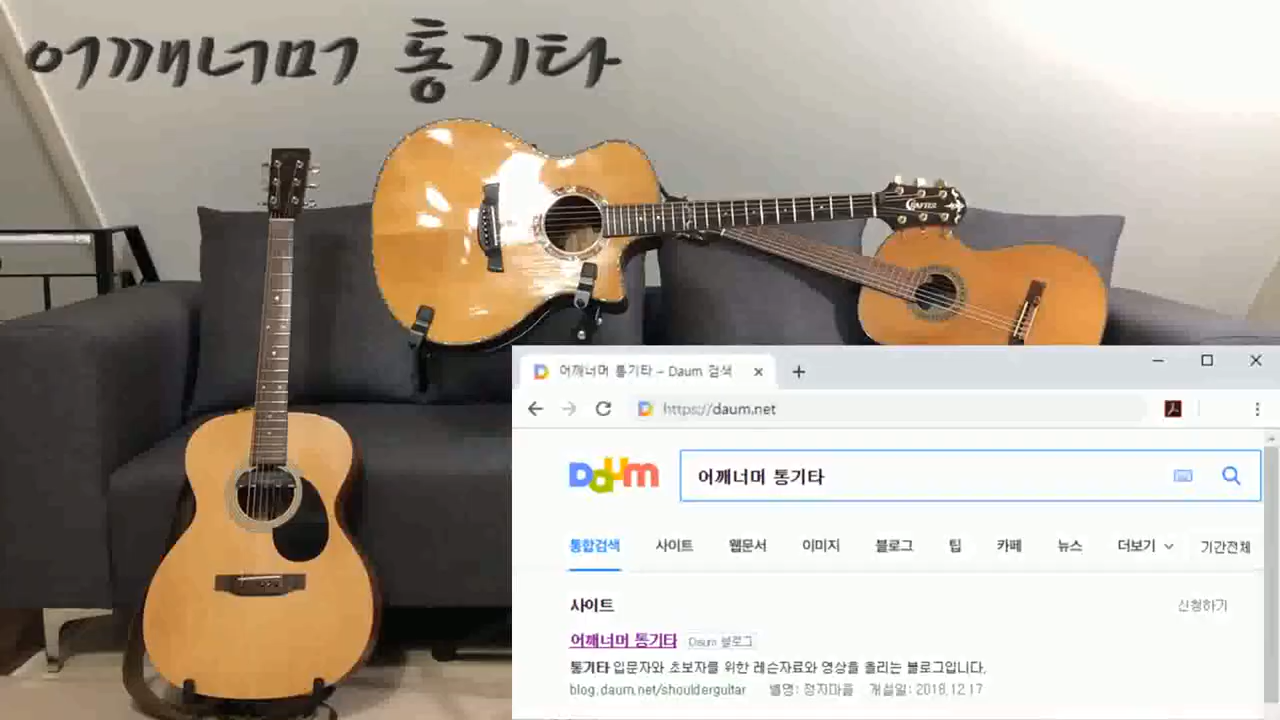 어깨너머 통기타
CRAFTER
어깨너머 통기타 – Daum 검색
https://daum.net
Daum
어깨너머 통기타
통합검색 사이트 웹문서 이미지 블로그 팁 카페 뉴스 더보기 기간전체
사이트 신청하기
어깨너머 통기타 Daum 블로그
통기타 입문자와 초보자를 위한 레슨자료와 영상을 올리는 블로그입니다.
blog.daum.net/shoulderguitar 별명: 정지마을 개설일: 2018.12.17